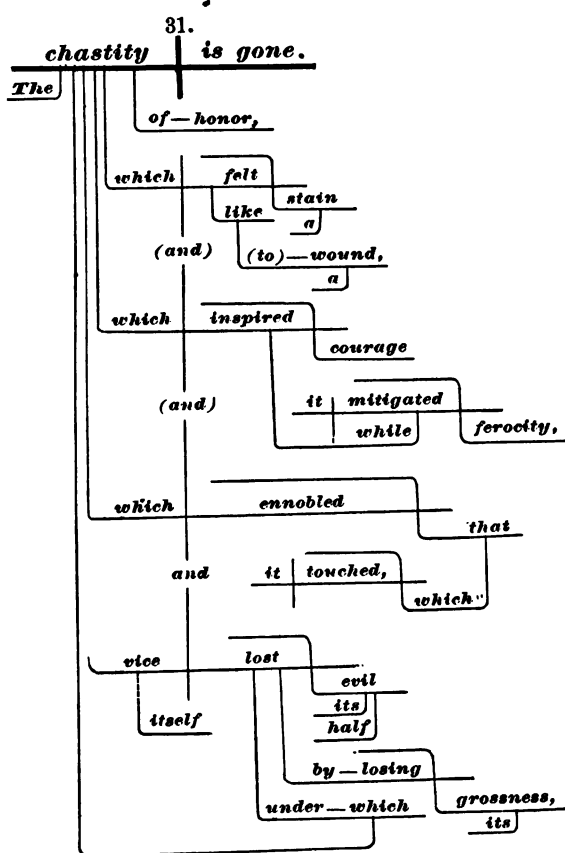 31.
chastity is gone.
The
of—honor,
which felt
stain
like
a
(and) (to)—wound,
a
which inspired
courage
(and) it mitigated
while ferocity,
which ennobled
that
and it touched,
which
vice lost
evil
its
itself half
by—losing
under—which grossness,
its